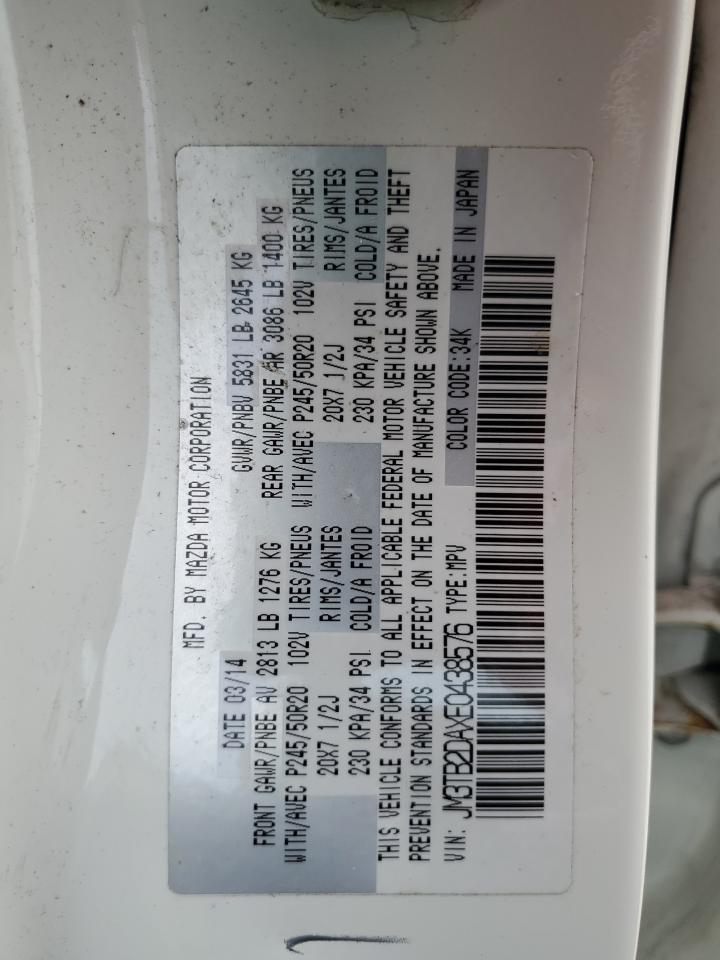 MFD. BY MAZDA MOTOR CORPORATION
DATE 03/14 GVWR/PNBV 5831 LB 2645 KG
FRONT GAWR/PNBE AV 2813 LB 1276 KG REAR GAWR/PNBE AR 3086 LB 1400 KG
WITH/AVEC P245/50R20 102V TIRES/PNEUS WITH/AVEC P245/50R20 102V TIRES/PNEUS
20X7 1/2J RIMS/JANTES 20X7 1/2J RIMS/JANTES
230 KPA/34 PSI COLD/A FROID 230 KPA/34 PSI COLD/A FROID
THIS VEHICLE CONFORMS TO ALL APPLICABLE FEDERAL MOTOR VEHICLE SAFETY AND THEFT
PREVENTION STANDARDS IN EFFECT ON THE DATE OF MANUFACTURE SHOWN ABOVE.
VIN: JM3TB2DAXE0438576 TYPE:MPV COLOR CODE:34K MADE IN JAPAN